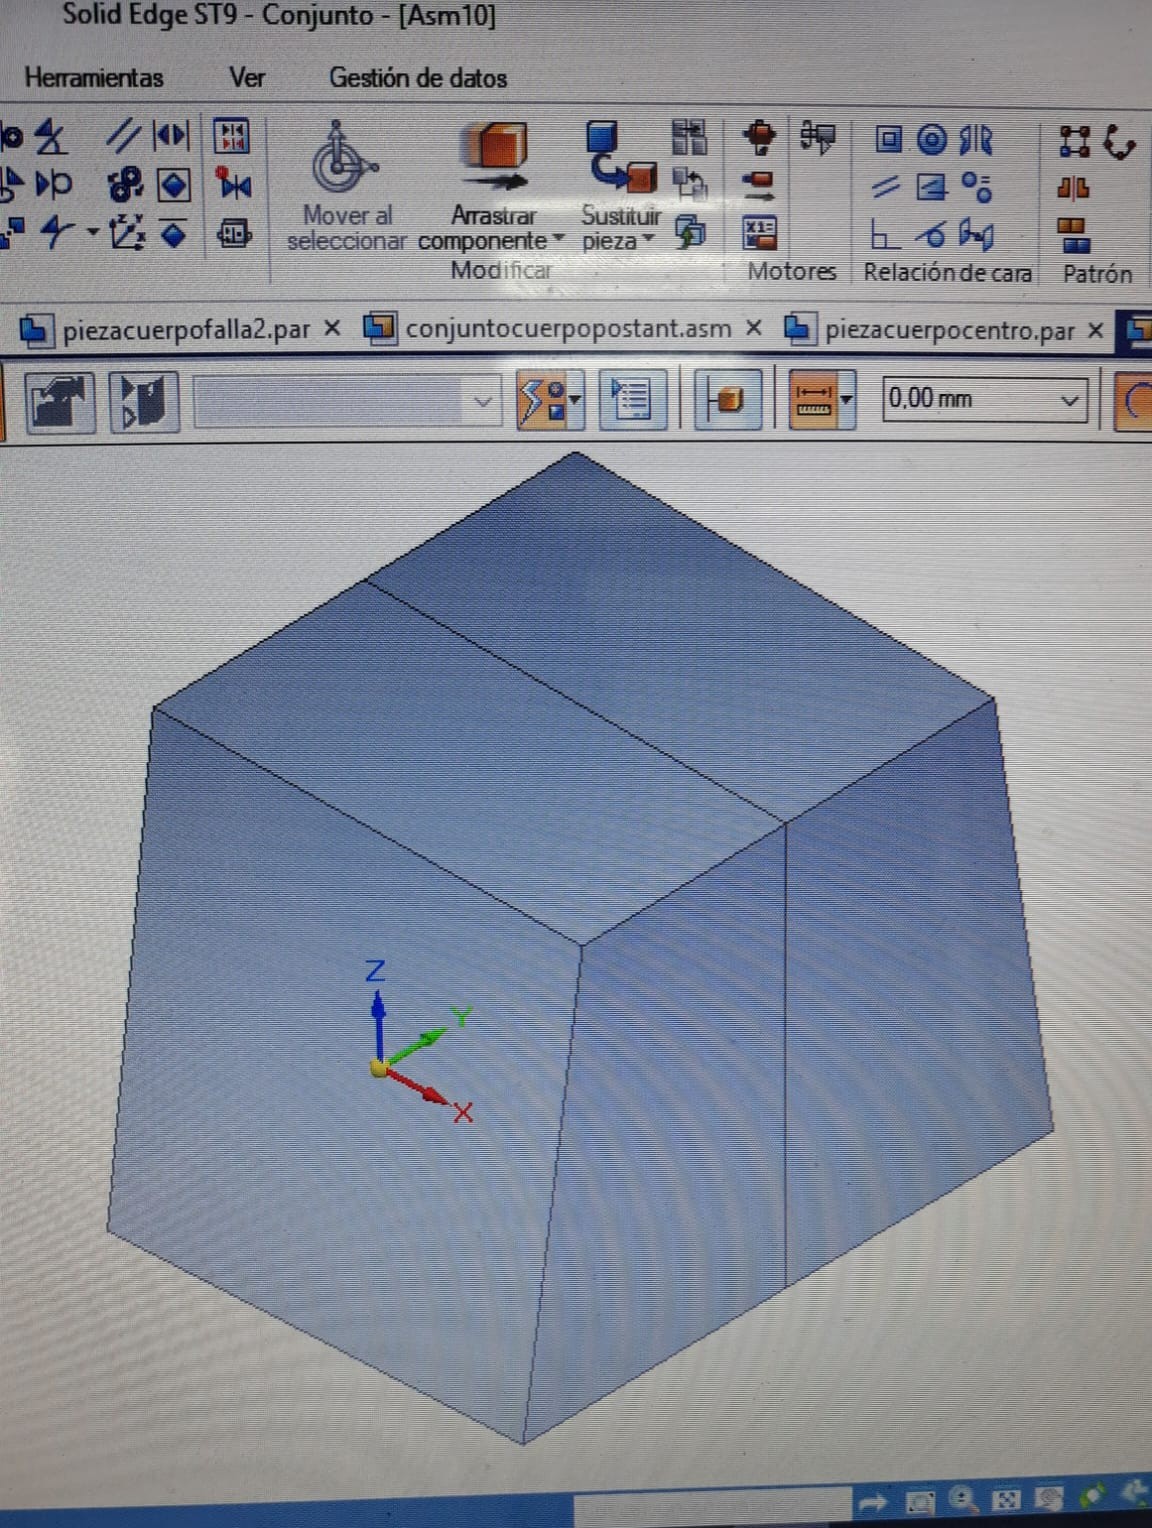 Solid Edge ST9 - Conjunto - [Asm10]
Herramientas Ver Gestión de datos
Mover al seleccionar
Arrastrar componente
Sustituir pieza
X1=
Modificar Motores Relación de cara Patrón
piezacuerpofalla2.par × conjuntocuerpopostant.asm × piezacuerpocentro.par ×
0,00 mm
Z
Y
X